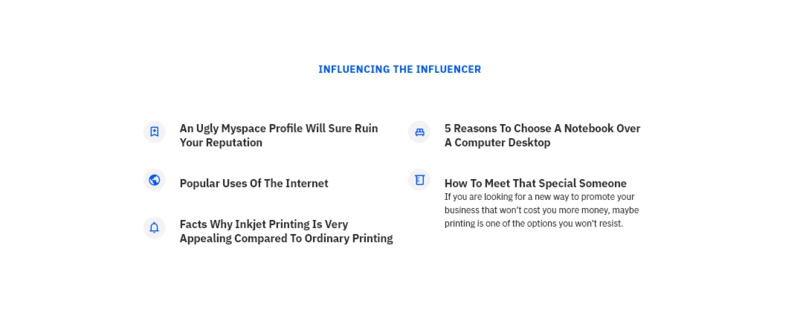 INFLUENCING THE INFLUENCER
An Ugly Myspace Profile Will Sure Ruin
Your Reputation
Popular Uses Of The Internet
Facts Why Inkjet Printing Is Very
Appealing Compared To Ordinary Printing
5 Reasons To Choose A Notebook Over
A Computer Desktop
How To Meet That Special Someone
If you are looking for a new way to promote your
business that won't cost you more money, maybe
printing is one of the options you won't resist.